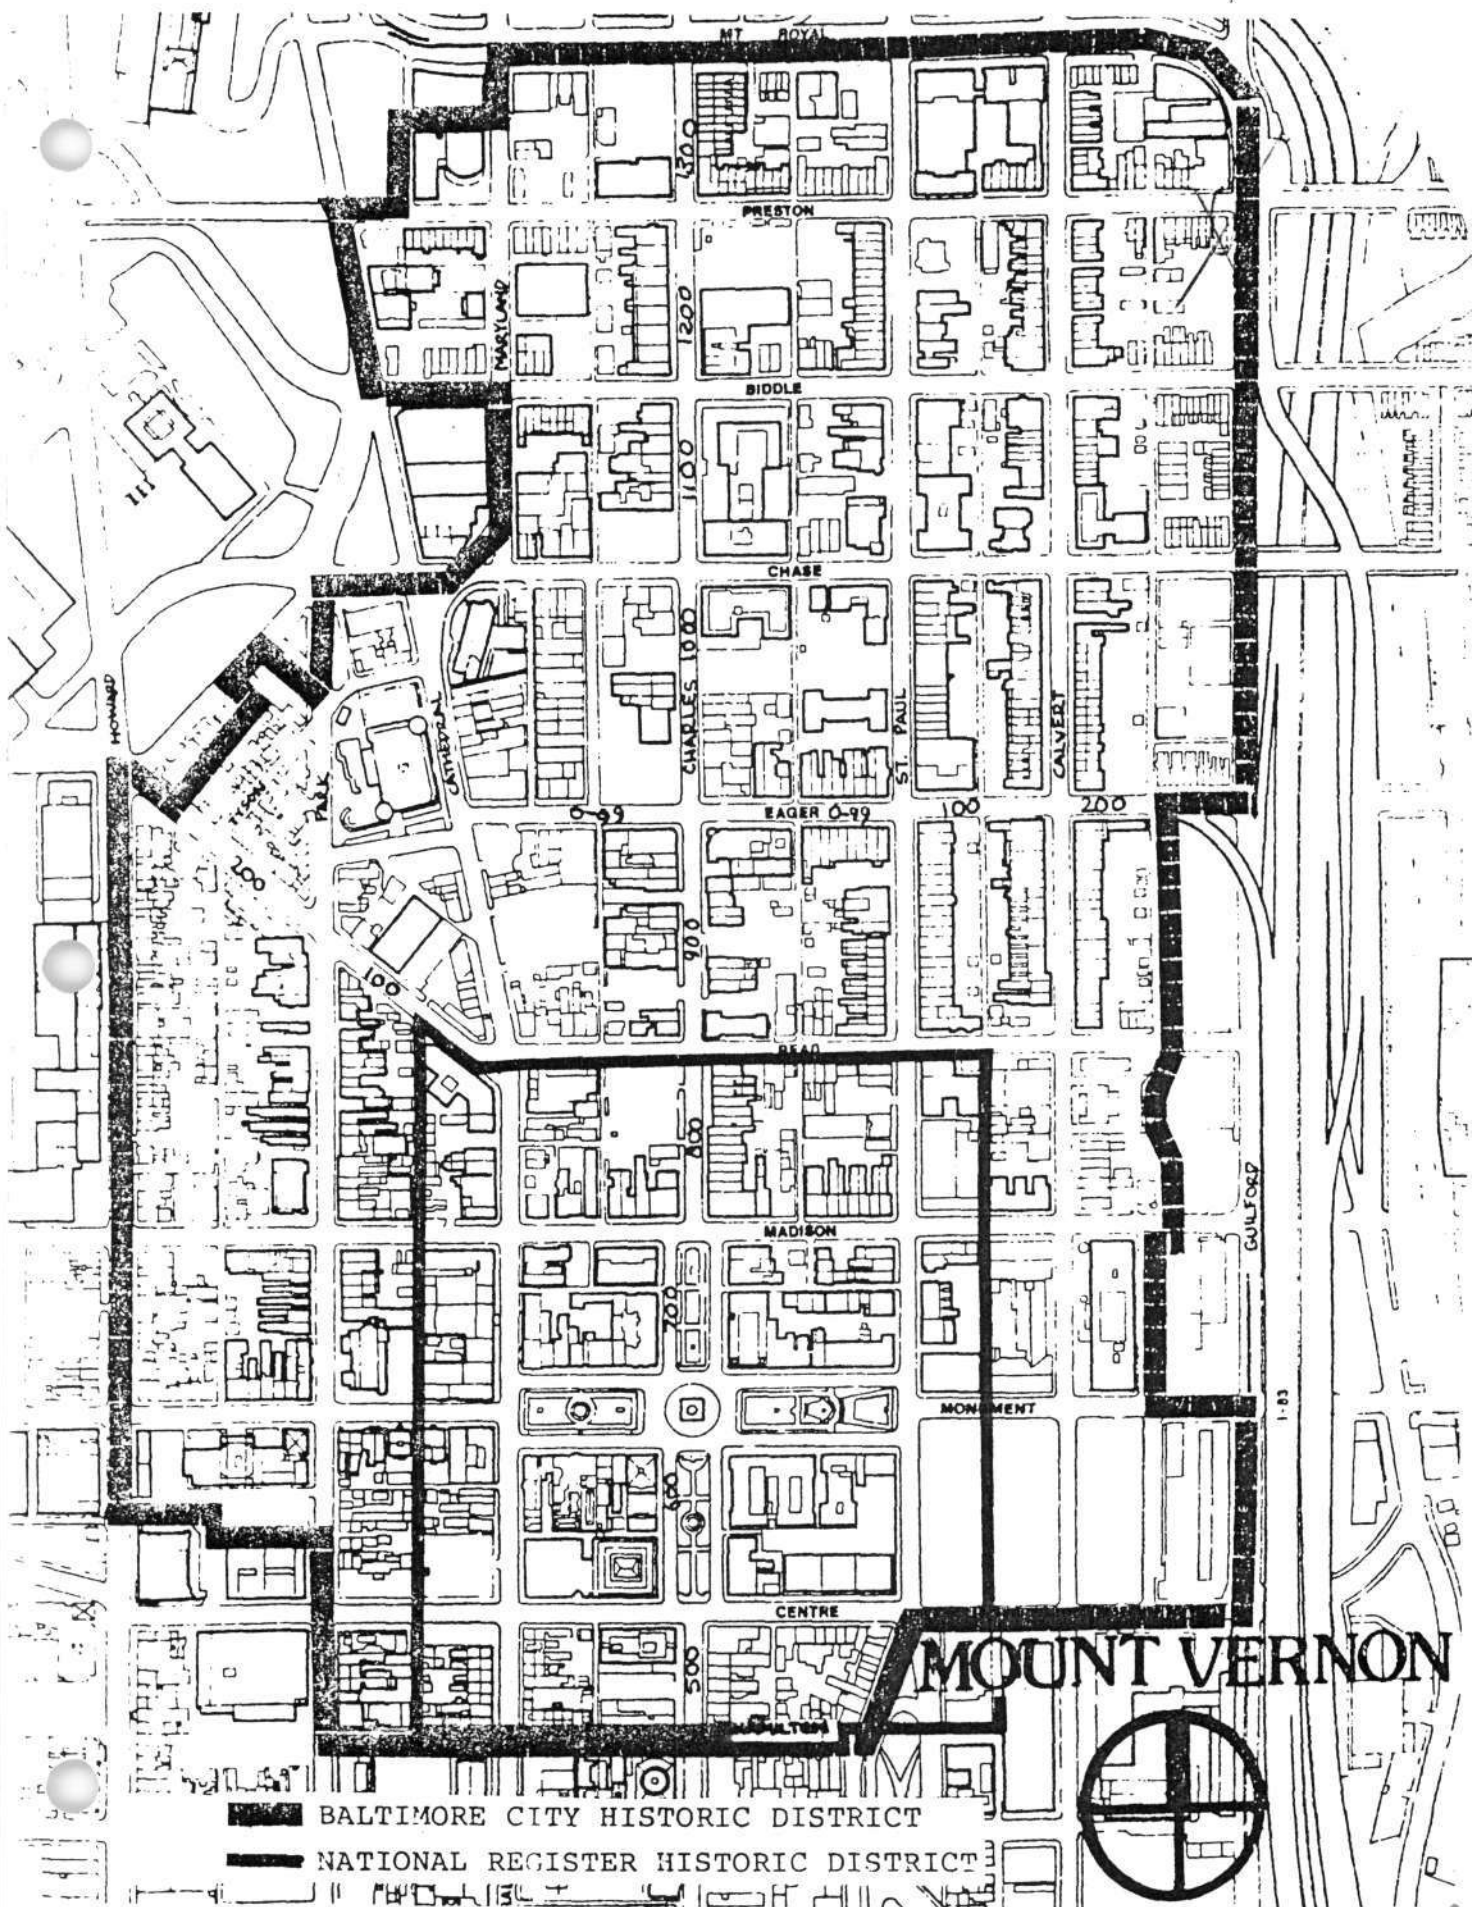 MT ROYAL
1300
PRESTON
MARYLAND
1200
BIDDLE
1100
CHASE
HOWARD
PARK
TYSON
CATHEDRAL
CHARLES 1000
ST. PAUL
CALVERT
0-99
EAGER 0-99
100
200
200
900
100
READ
800
MADISON
GUILFORD
700
MONUMENT
I-83
600
CENTRE
500
MOUNT VERNON
HAMILTON
BALTIMORE CITY HISTORIC DISTRICT
NATIONAL REGISTER HISTORIC DISTRICT